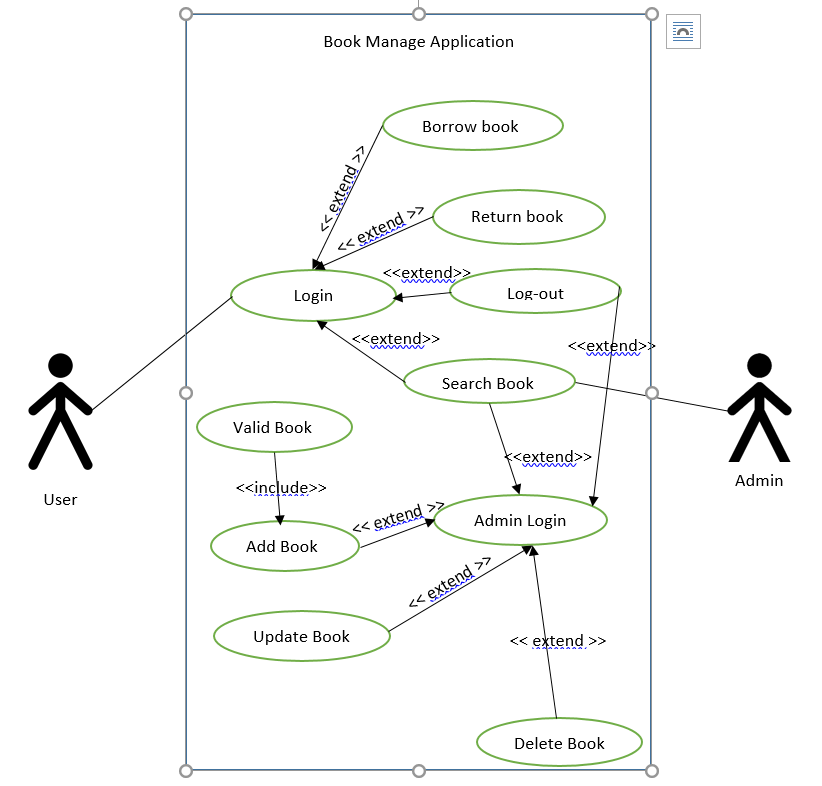 Book Manage Application
Borrow book
<< extend >>
Return book
<< extend >>
<<extend>>
Login
Log-out
<<extend>>
<<extend>>
Search Book
Valid Book
<<extend>>
User
Admin
<<include>>
<< extend >>
Admin Login
Add Book
<< extend >>
Update Book
<< extend >>
Delete Book